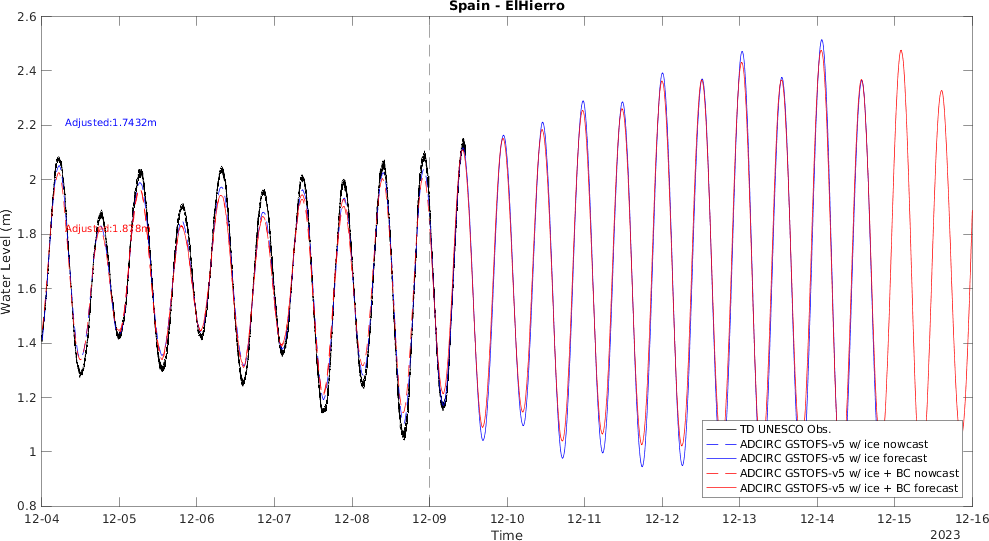 Spain - ElHierro
2.6
2.4
2.2
2
1.8
1.6
1.4
1.2
1
0.8
Water Level (m)
Adjusted:1.7432m
Adjusted:1.878m
TD UNESCO Obs.
ADCIRC GSTOFS-v5 w/ ice nowcast
ADCIRC GSTOFS-v5 w/ ice forecast
ADCIRC GSTOFS-v5 w/ ice + BC nowcast
ADCIRC GSTOFS-v5 w/ ice + BC forecast
12-04 12-05 12-06 12-07 12-08 12-09 12-10 12-11 12-12 12-13 12-14 12-15 12-16
Time
2023